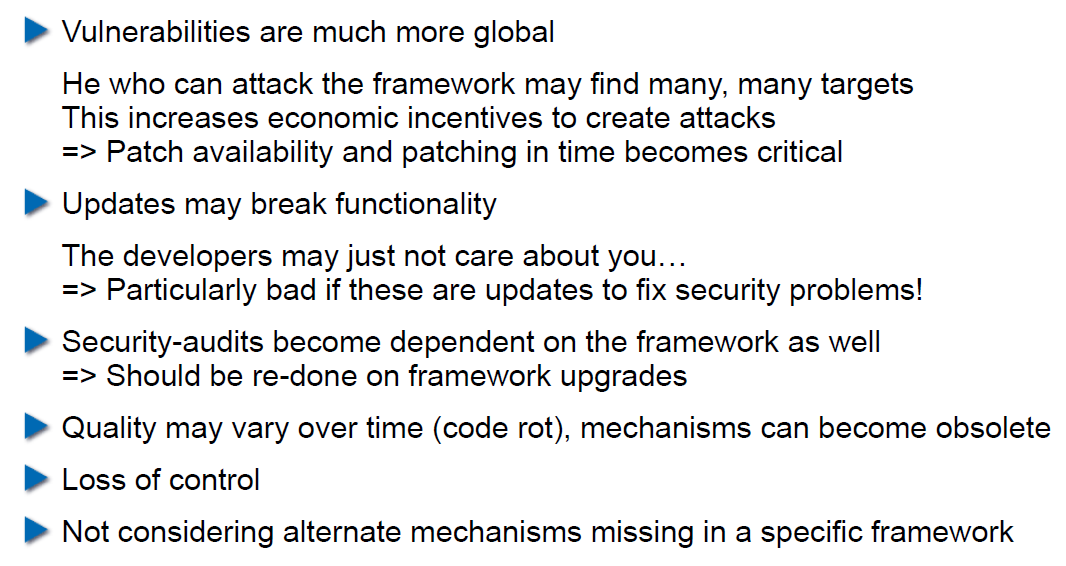 Vulnerabilities are much more global
He who can attack the framework may find many, many targets
This increases economic incentives to create attacks
=> Patch availability and patching in time becomes critical
Updates may break functionality
The developers may just not care about you…
=> Particularly bad if these are updates to fix security problems!
Security-audits become dependent on the framework as well
=> Should be re-done on framework upgrades
Quality may vary over time (code rot), mechanisms can become obsolete
Loss of control
Not considering alternate mechanisms missing in a specific framework